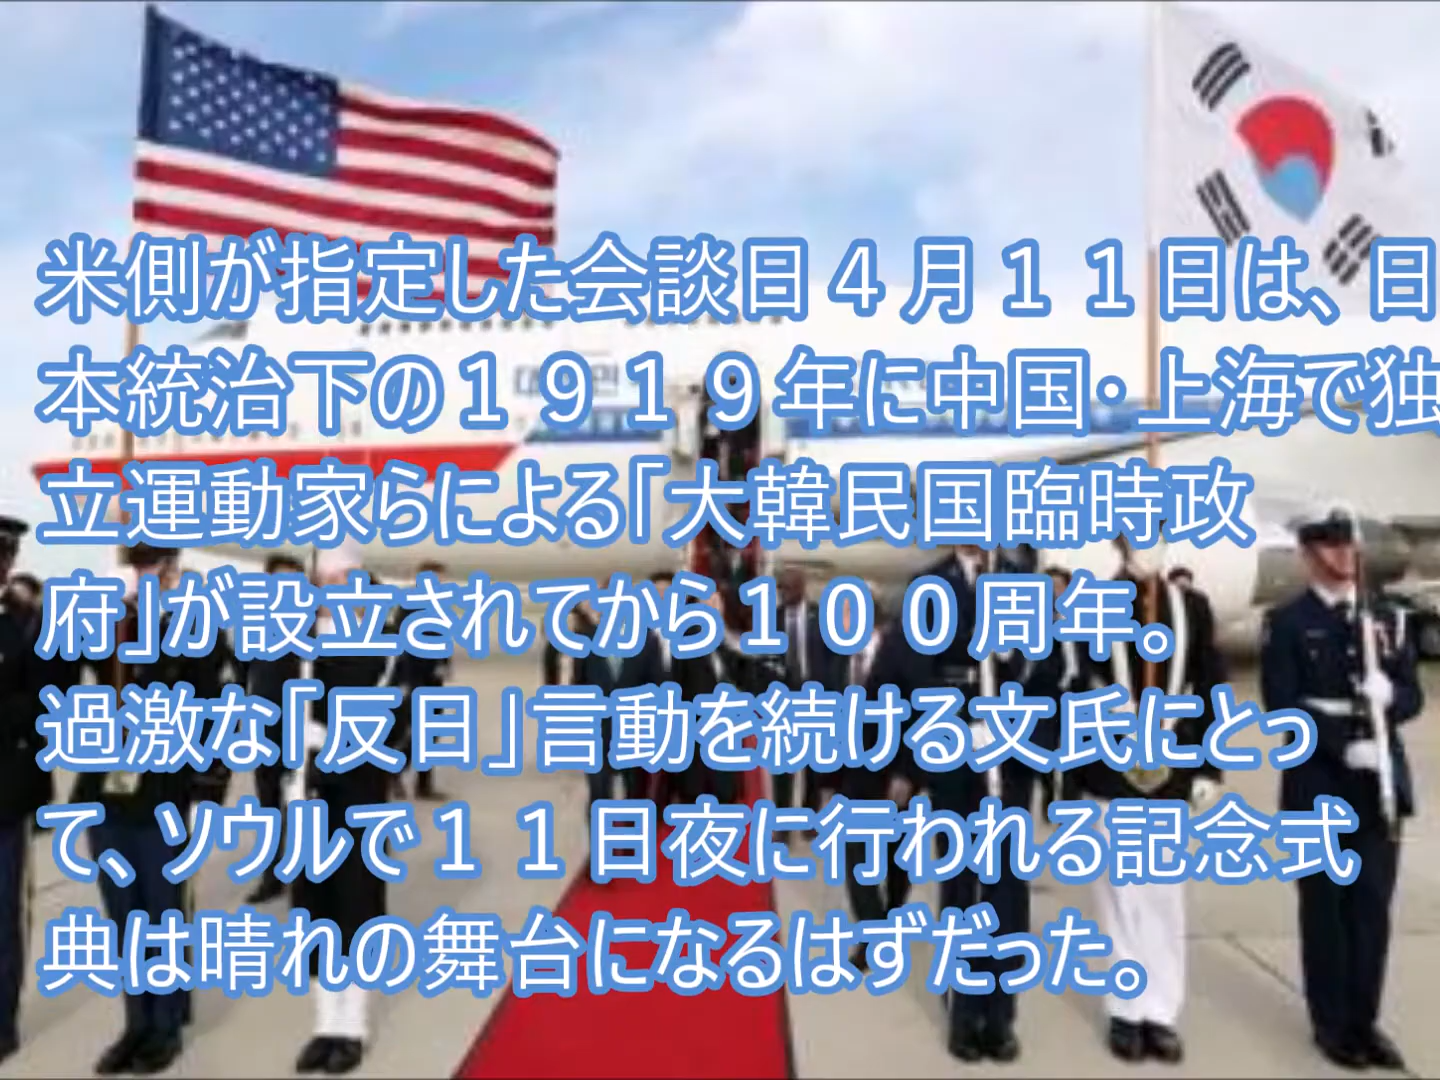 米側が指定した会談日４月１１日は、日
本統治下の１９１９年に中国・上海で独
立運動家らによる「大韓民国臨時政
府」が設立されてから１００周年。
過激な「反日」言動を続ける文氏にとっ
て、ソウルで１１日夜に行われる記念式
典は晴れの舞台になるはずだった。